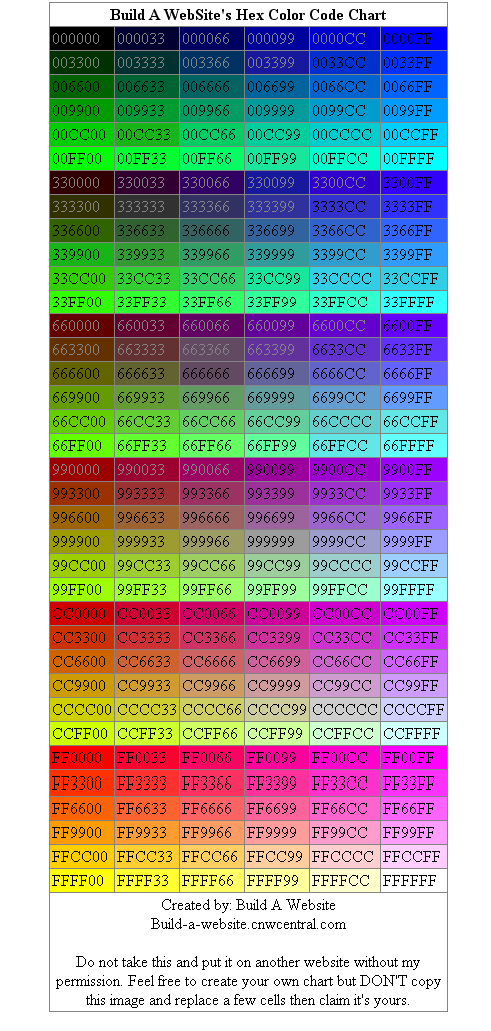 Build A WebSite's Hex Color Code Chart
000000 000033 000066 000099 0000CC 0000FF
003300 003333 003366 003399 0033CC 0033FF
006600 006633 006666 006699 0066CC 0066FF
009900 009933 009966 009999 0099CC 0099FF
00CC00 00CC33 00CC66 00CC99 00CCCC 00CCFF
00FF00 00FF33 00FF66 00FF99 00FFCC 00FFFF
330000 330033 330066 330099 3300CC 3300FF
333300 333333 333366 333399 3333CC 3333FF
336600 336633 336666 336699 3366CC 3366FF
339900 339933 339966 339999 3399CC 3399FF
33CC00 33CC33 33CC66 33CC99 33CCCC 33CCFF
33FF00 33FF33 33FF66 33FF99 33FFCC 33FFFF
660000 660033 660066 660099 6600CC 6600FF
663300 663333 663366 663399 6633CC 6633FF
666600 666633 666666 666699 6666CC 6666FF
669900 669933 669966 669999 6699CC 6699FF
66CC00 66CC33 66CC66 66CC99 66CCCC 66CCFF
66FF00 66FF33 66FF66 66FF99 66FFCC 66FFFF
990000 990033 990066 990099 9900CC 9900FF
993300 993333 993366 993399 9933CC 9933FF
996600 996633 996666 996699 9966CC 9966FF
999900 999933 999966 999999 9999CC 9999FF
99CC00 99CC33 99CC66 99CC99 99CCCC 99CCFF
99FF00 99FF33 99FF66 99FF99 99FFCC 99FFFF
CC0000 CC0033 CC0066 CC0099 CC00CC CC00FF
CC3300 CC3333 CC3366 CC3399 CC33CC CC33FF
CC6600 CC6633 CC6666 CC6699 CC66CC CC66FF
CC9900 CC9933 CC9966 CC9999 CC99CC CC99FF
CCCC00 CCCC33 CCCC66 CCCC99 CCCCCC CCCCFF
CCFF00 CCFF33 CCFF66 CCFF99 CCFFCC CCFFFF
FF0000 FF0033 FF0066 FF0099 FF00CC FF00FF
FF3300 FF3333 FF3366 FF3399 FF33CC FF33FF
FF6600 FF6633 FF6666 FF6699 FF66CC FF66FF
FF9900 FF9933 FF9966 FF9999 FF99CC FF99FF
FFCC00 FFCC33 FFCC66 FFCC99 FFCCCC FFCCFF
FFFF00 FFFF33 FFFF66 FFFF99 FFFFCC FFFFFF
Created by: Build A Website
Build-a-website.cnwcentral.com
Do not take this and put it on another website without my
permission. Feel free to create your own chart but DON'T copy
this image and replace a few cells then claim it's yours.